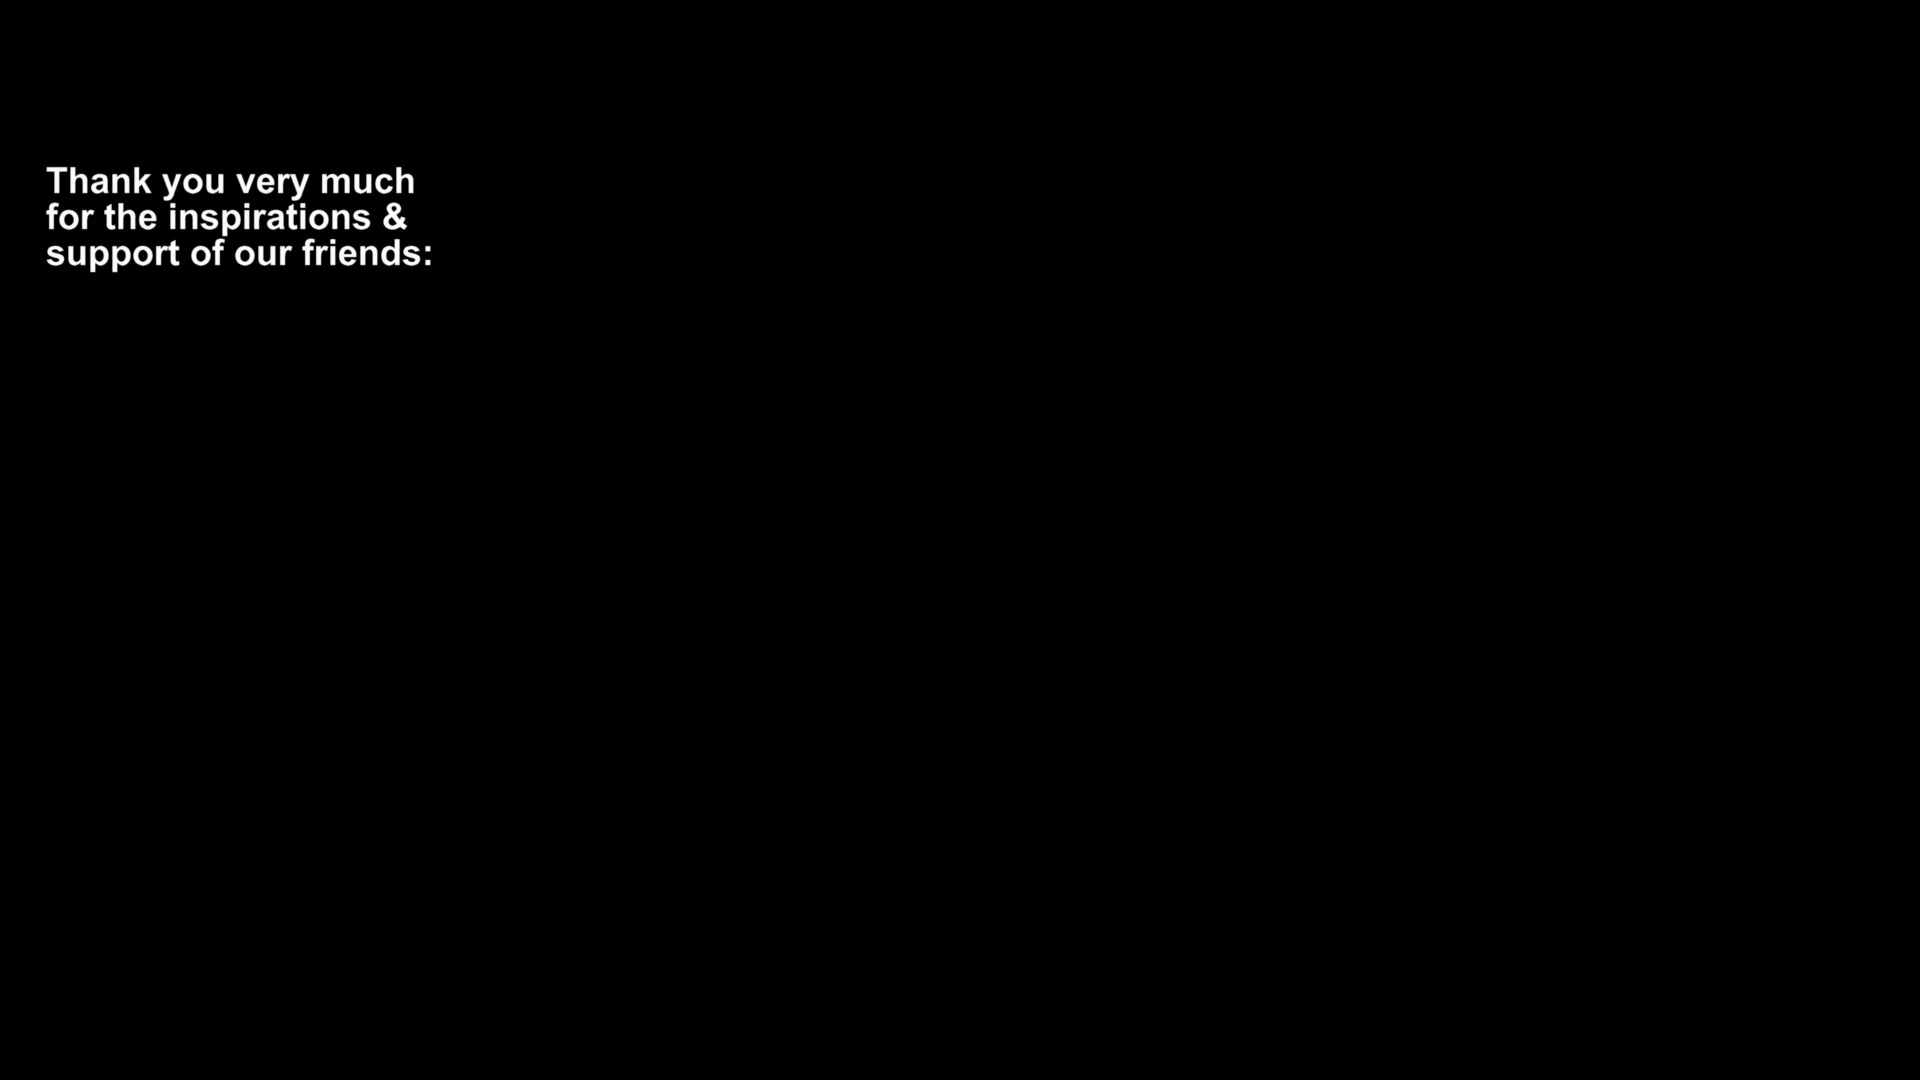 Thank you very much
for the inspirations &
support of our friends: